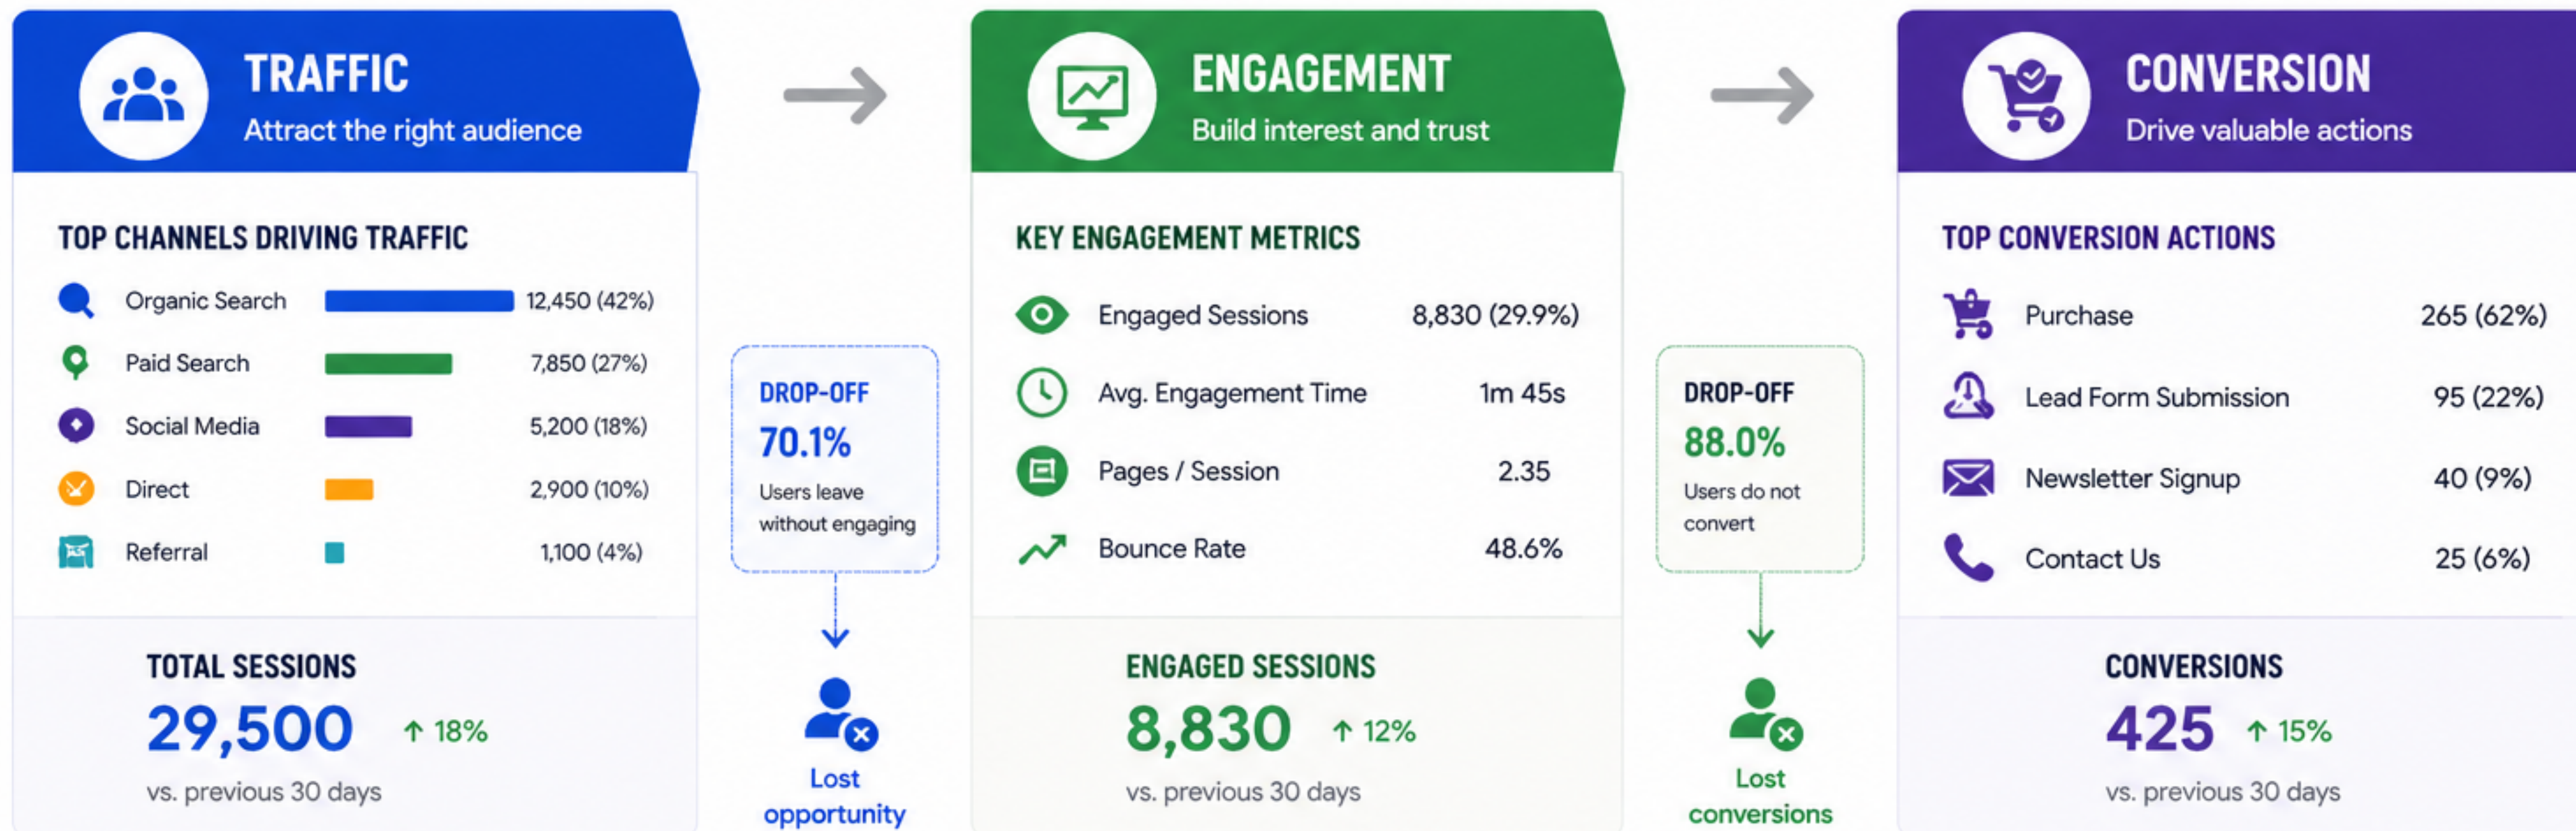 TRAFFIC
Attract the right audience
TOP CHANNELS DRIVING TRAFFIC
Organic Search 12,450 (42%)
Paid Search 7,850 (27%)
Social Media 5,200 (18%)
Direct 2,900 (10%)
Referral 1,100 (4%)
TOTAL SESSIONS
29,500 ↑ 18%
vs. previous 30 days
DROP-OFF
70.1%
Users leave
without engaging
Lost
opportunity
ENGAGEMENT
Build interest and trust
KEY ENGAGEMENT METRICS
Engaged Sessions 8,830 (29.9%)
Avg. Engagement Time 1m 45s
Pages / Session 2.35
Bounce Rate 48.6%
ENGAGED SESSIONS
8,830 ↑ 12%
vs. previous 30 days
DROP-OFF
88.0%
Users do not
convert
Lost
conversions
CONVERSION
Drive valuable actions
TOP CONVERSION ACTIONS
Purchase 265 (62%)
Lead Form Submission 95 (22%)
Newsletter Signup 40 (9%)
Contact Us 25 (6%)
CONVERSIONS
425 ↑ 15%
vs. previous 30 days